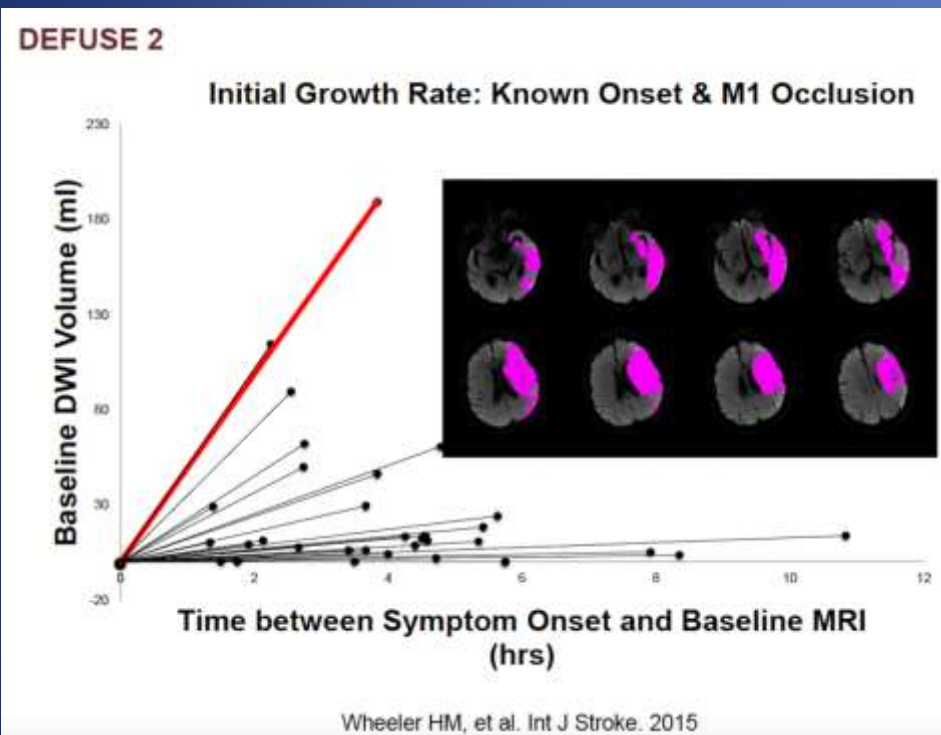 DEFUSE 2
Initial Growth Rate: Known Onset & M1 Occlusion
230
180
130
80
30
-20
Baseline DWI Volume (ml)
0
2
4
6
8
10
12
Time between Symptom Onset and Baseline MRI
(hrs)
Wheeler HM, et al. Int J Stroke. 2015